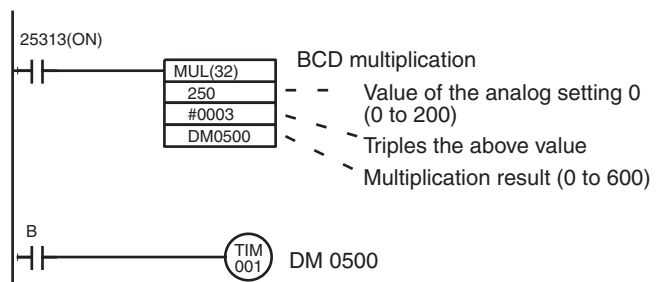 25313(ON)
BCD multiplication
MUL(32)
250
Value of the analog setting 0
(0 to 200)
#0003
Triples the above value
DM0500
Multiplication result (0 to 600)
B
TIM
001
DM 0500